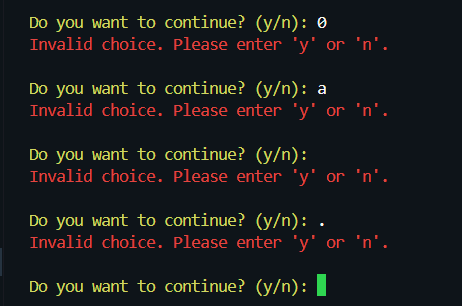 Do you want to continue? (y/n): 0
Invalid choice. Please enter 'y' or 'n'.
Do you want to continue? (y/n): a
Invalid choice. Please enter 'y' or 'n'.
Do you want to continue? (y/n):
Invalid choice. Please enter 'y' or 'n'.
Do you want to continue? (y/n): .
Invalid choice. Please enter 'y' or 'n'.
Do you want to continue? (y/n):